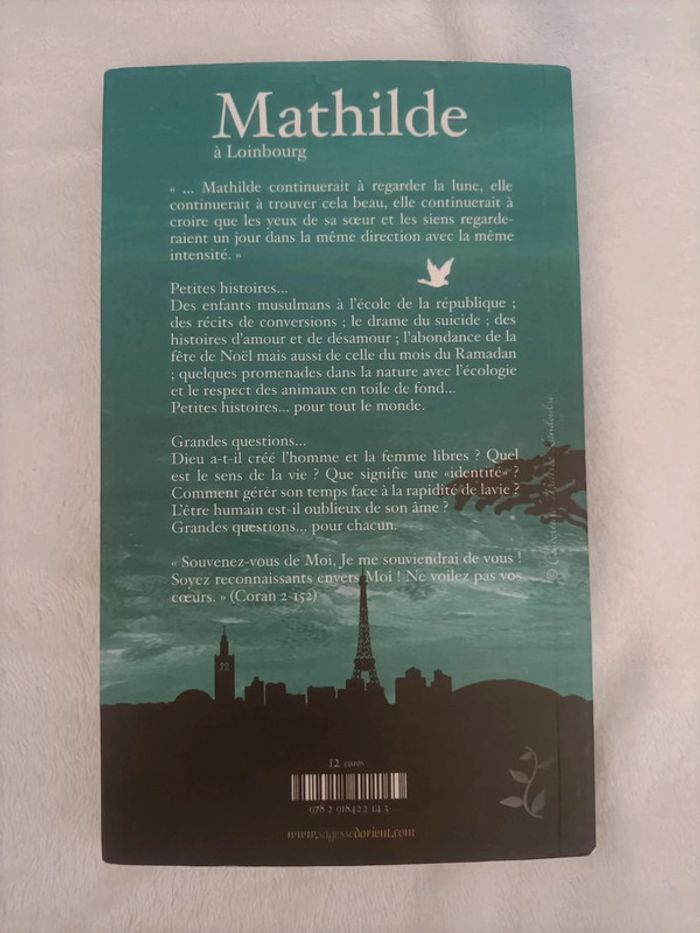 Mathilde
à Loinbourg
« ... Mathilde continuerait à regarder la lune, elle
continuerait à trouver cela beau, elle continuerait à
croire que les yeux de sa sœur et les siens regarde-
raient un jour dans la même direction avec la même
intensité. »
Petites histoires...
Des enfants musulmans à l'école de la république ;
des récits de conversions ; le drame du suicide ; des
histoires d'amour et de désamour ; l'abondance de la
fête de Noël mais aussi de celle du mois du Ramadan
; quelques promenades dans la nature avec l'écologie
et le respect des animaux en toile de fond...
Petites histoires... pour tout le monde.
Grandes questions...
Dieu a-t-il créé l'homme et la femme libres ? Quel
est le sens de la vie ? Que signifie une «identité» ?
Comment gérér son temps face à la rapidité de lavie ?
L'être humain est-il oublieux de son âme ?
Grandes questions... pour chacun.
« Souvenez-vous de Moi, Je me souviendrai de vous !
Soyez reconnaissants envers Moi ! Ne voilez pas vos
cœurs. » (Coran 2-152)
12 euros
978 2 918422 14 3
www.sagessedorient.com